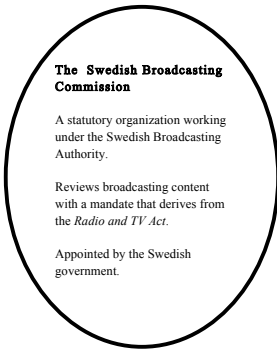 The Swedish Broadcasting
Commission
A statutory organization working
under the Swedish Broadcasting
Authority.
Reviews broadcasting content
with a mandate that derives from
the Radio and TV Act.
Appointed by the Swedish
government.